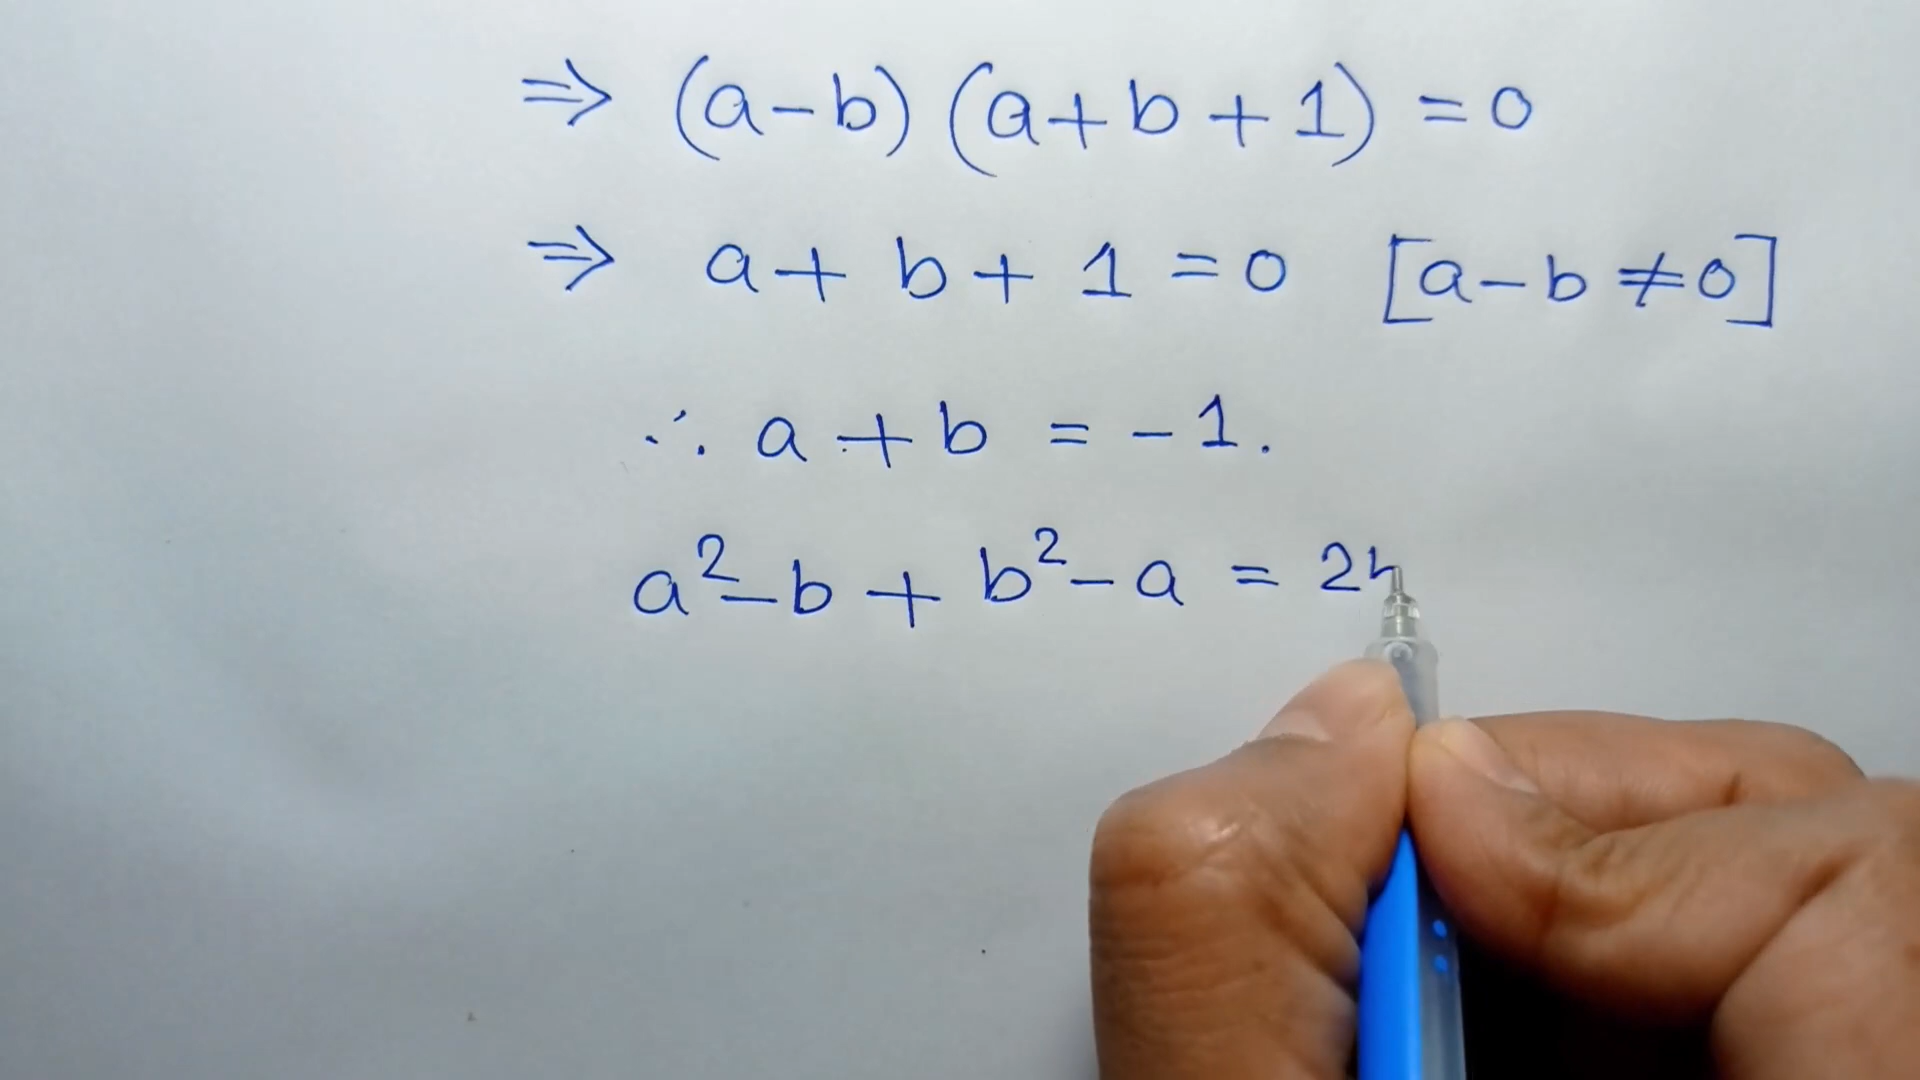 ⇒ (a-b) (a+b+1) = 0
⇒ a + b + 1 = 0 [a-b ≠ 0]
∴ a + b = -1.
a²-b + b²-a = 2